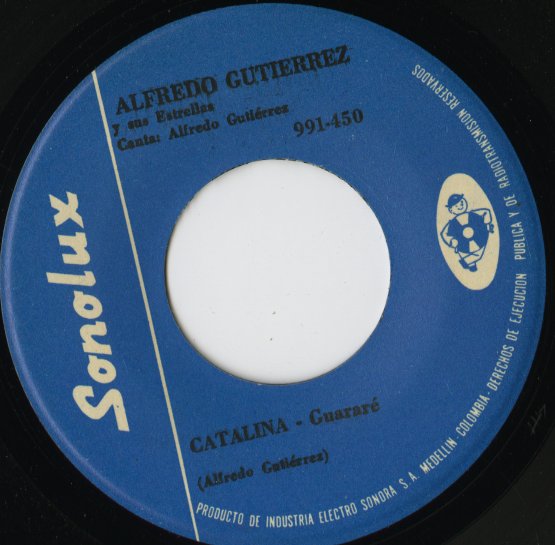 ALFREDO GUTIERREZ
y sus Estrellas
Canta: Alfredo Gutiérrez
991-450
Sonolux
CATALINA - Guararé
(Alfredo Gutiérrez)
PRODUCTO DE INDUSTRIA ELECTRO SONORA S. A. MEDELLIN - COLOMBIA - DERECHOS DE EJECUCION PUBLICA Y DE RADIOTRANSMISION RESERVADOS